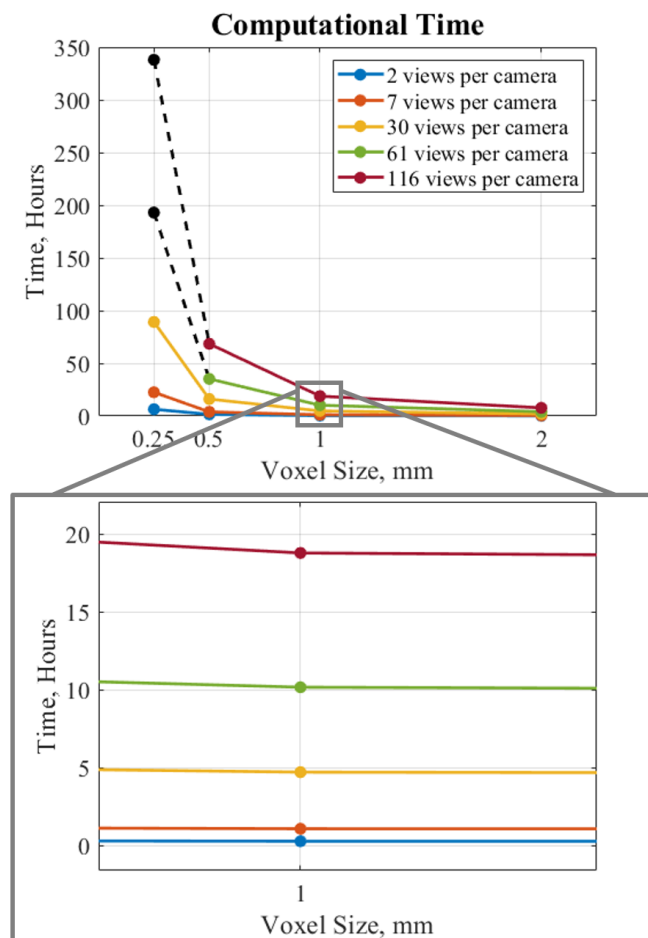 Computational Time
350
300
250
200
150
100
50
0
Time, Hours
2 views per camera
7 views per camera
30 views per camera
61 views per camera
116 views per camera
0.25 0.5 1 2
Voxel Size, mm
20
15
10
5
0
Time, Hours
1
Voxel Size, mm